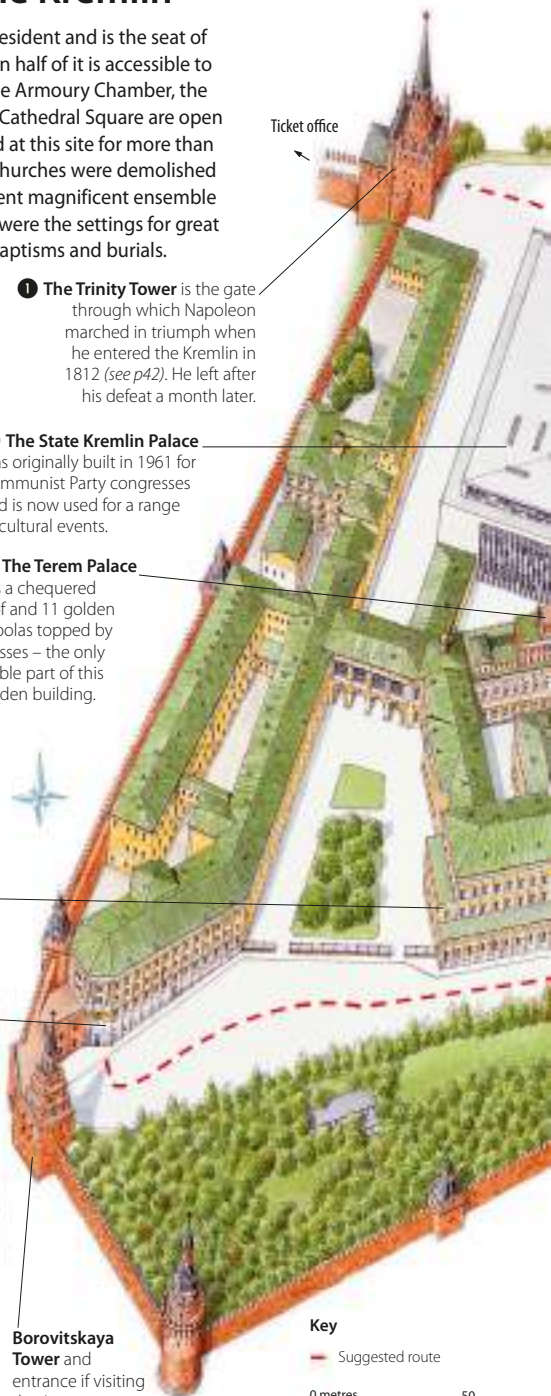 Kremlin
esident and is the seat of
n half of it is accessible to
e Armoury Chamber, the
Cathedral Square are open
d at this site for more than
hurches were demolished
ent magnificent ensemble
were the settings for great
aptisms and burials.
Ticket office
1 The Trinity Tower is the gate
through which Napoleon
marched in triumph when
he entered the Kremlin in
1812 (see p42). He left after
his defeat a month later.
The State Kremlin Palace
as originally built in 1961 for
mmunist Party congresses
d is now used for a range
cultural events.
The Terem Palace
s a chequered
of and 11 golden
polas topped by
sses – the only
ble part of this
dden building.
Borovitskaya
Tower and
entrance if visiting
Key
Suggested route
0 metres 50